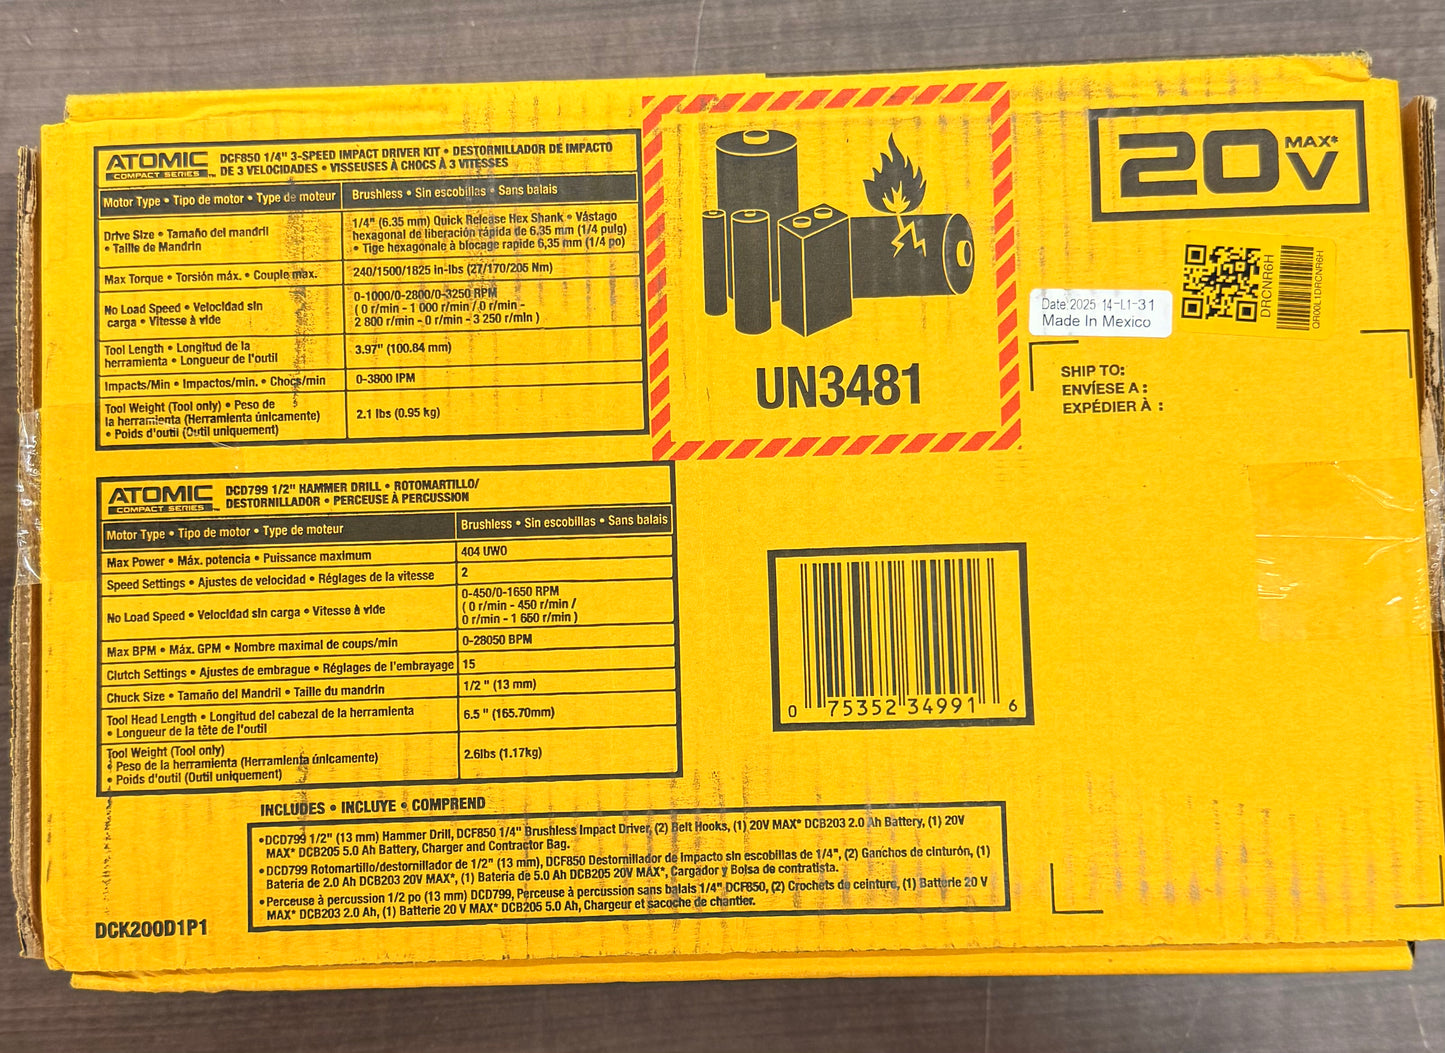 ATOMIC
COMPACT SERIES™
DCF850 1/4" 3-SPEED IMPACT DRIVER KIT • DESTORNILLADOR DE IMPACTO
DE 3 VELOCIDADES • VISSEUSES À CHOCS À 3 VITESSES
Motor Type • Tipo de motor • Type de moteur
Brushless • Sin escobillas • Sans balais
Drive Size • Tamaño del mandril
• Taille de Mandrin
1/4" (6.35 mm) Quick Release Hex Shank • Vástago
hexagonal de liberación rápida de 6.35 mm (1/4 pulg)
• Tige hexagonale à blocage rapide 6,35 mm (1/4 po)
Max Torque • Torsión máx. • Couple max.
240/1500/1825 in-lbs (27/170/205 Nm)
No Load Speed • Velocidad sin
carga • Vitesse à vide
0-1000/0-2800/0-3250 RPM
( 0 r/min - 1 000 r/min / 0 r/min -
2 800 r/min - 0 r/min - 3 250 r/min )
Tool Length • Longitud de la
herramienta • Longueur de l'outil
3.97" (100.84 mm)
Impacts/Min • Impactos/min. • Chocs/min
0-3800 IPM
Tool Weight (Tool only) • Peso de
la herramienta (Herramienta únicamente)
• Poids d'outil (Outil uniquement)
2.1 lbs (0.95 kg)
UN3481
20V MAX*
DRCNR6H
QR00L1DRCNR6H
Date:2025 14-L1-31
Made In Mexico
SHIP TO:
ENVÍESE A :
EXPÉDIER À :
ATOMIC
COMPACT SERIES™
DCD799 1/2" HAMMER DRILL • ROTOMARTILLO/
DESTORNILLADOR • PERCEUSE À PERCUSSION
Motor Type • Tipo de motor • Type de moteur
Brushless • Sin escobillas • Sans balais
Max Power • Máx. potencia • Puissance maximum
404 UWO
Speed Settings • Ajustes de velocidad • Réglages de la vitesse
2
No Load Speed • Velocidad sin carga • Vitesse à vide
0-450/0-1650 RPM
( 0 r/min - 450 r/min /
0 r/min - 1 650 r/min )
Max BPM • Máx. GPM • Nombre maximal de coups/min
0-28050 BPM
Clutch Settings • Ajustes de embrague • Réglages de l'embrayage
15
Chuck Size • Tamaño del Mandril • Taille du mandrin
1/2 " (13 mm)
Tool Head Length • Longitud del cabezal de la herramienta
• Longueur de la tête de l'outil
6.5 " (165.70mm)
Tool Weight (Tool only)
• Peso de la herramienta (Herramienta únicamente)
• Poids d'outil (Outil uniquement)
2.6lbs (1.17kg)
0 75352 34991 6
INCLUDES • INCLUYE • COMPREND
•DCD799 1/2" (13 mm) Hammer Drill, DCF850 1/4" Brushless Impact Driver, (2) Belt Hooks, (1) 20V MAX* DCB203 2.0 Ah Battery, (1) 20V
MAX* DCB205 5.0 Ah Battery, Charger and Contractor Bag.
•DCD799 Rotomartillo/destornillador de 1/2" (13 mm), DCF850 Destornillador de impacto sin escobillas de 1/4", (2) Ganchos de cinturón, (1)
Batería de 2.0 Ah DCB203 20V MAX*, (1) Batería de 5.0 Ah DCB205 20V MAX*, Cargador y Bolsa de contratista.
•Perceuse à percussion 1/2 po (13 mm) DCD799, Perceuse à percussion sans balais 1/4" DCF850, (2) Crochets de ceinture, (1) Batterie 20 V
MAX* DCB203 2.0 Ah, (1) Batterie 20 V MAX* DCB205 5.0 Ah, Chargeur et sacoche de chantier.
DCK200D1P1